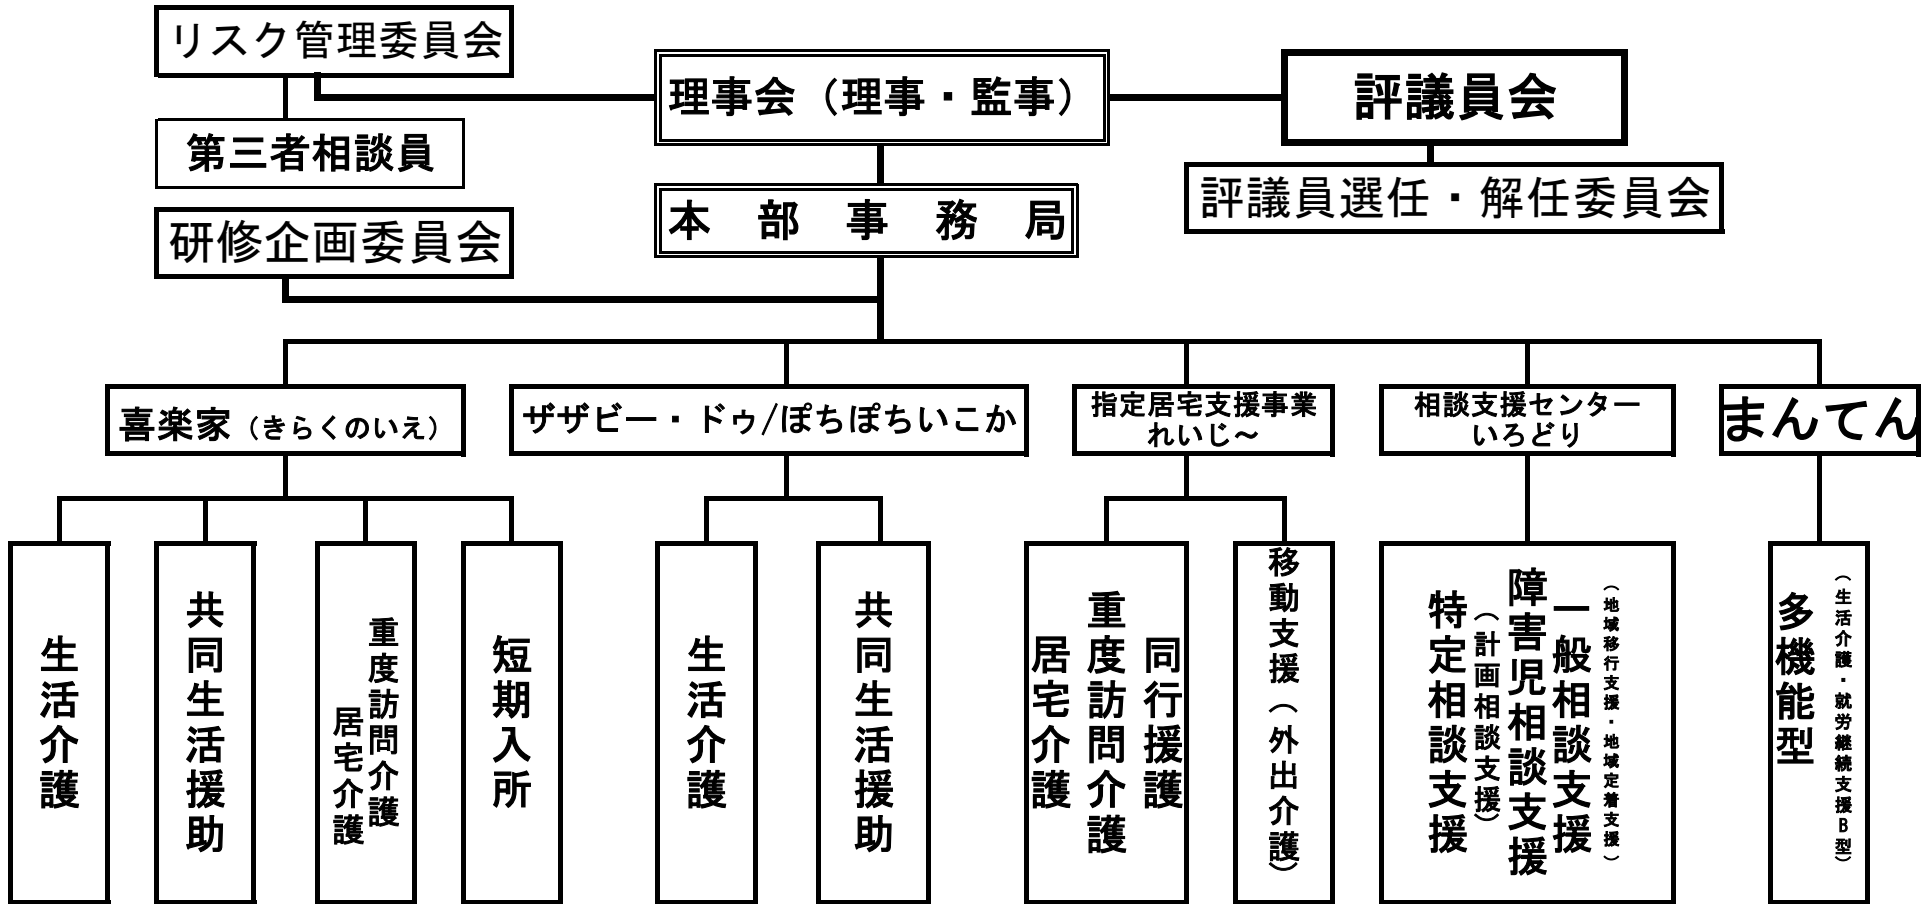 リスク管理委員会
理事会（理事・監事）
評議員会
第三者相談員
評議員選任・解任委員会
本部事務局
研修企画委員会
喜楽家（きらくのいえ）
ザザビー・ドゥ/ぽちぽちいこか
指定居宅支援事業
れいじ～
相談支援センター
いろどり
まんてん
生活介護
共同生活援助
重度訪問介護
居宅介護
短期入所
生活介護
共同生活援助
同行援護
重度訪問介護
居宅介護
移動支援（外出介護）
（地域移行支援・地域定着支援）
一般相談支援
障害児相談支援
（計画相談支援）
特定相談支援
（生活介護・就労継続支援B型）
多機能型